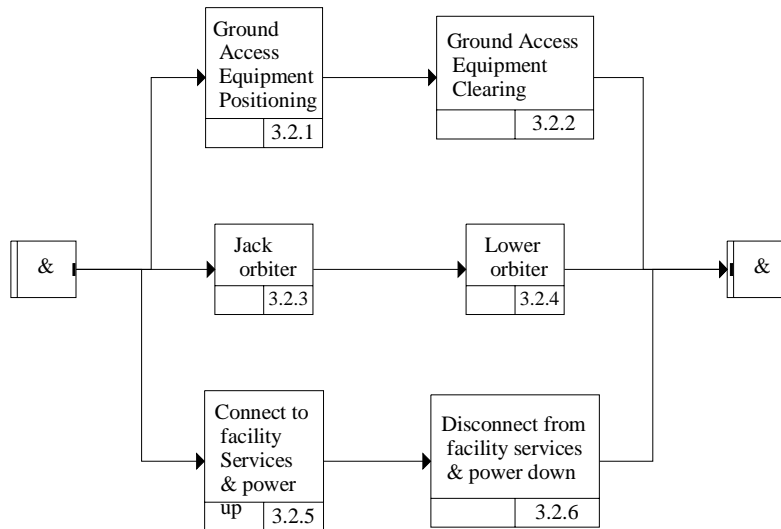 Ground
Access
Equipment
Positioning
3.2.1
Ground Access
Equipment
Clearing
3.2.2
&
Jack
orbiter
3.2.3
Lower
orbiter
3.2.4
&
Connect to
facility
Services
& power
up
3.2.5
Disconnect from
facility services
& power down
3.2.6